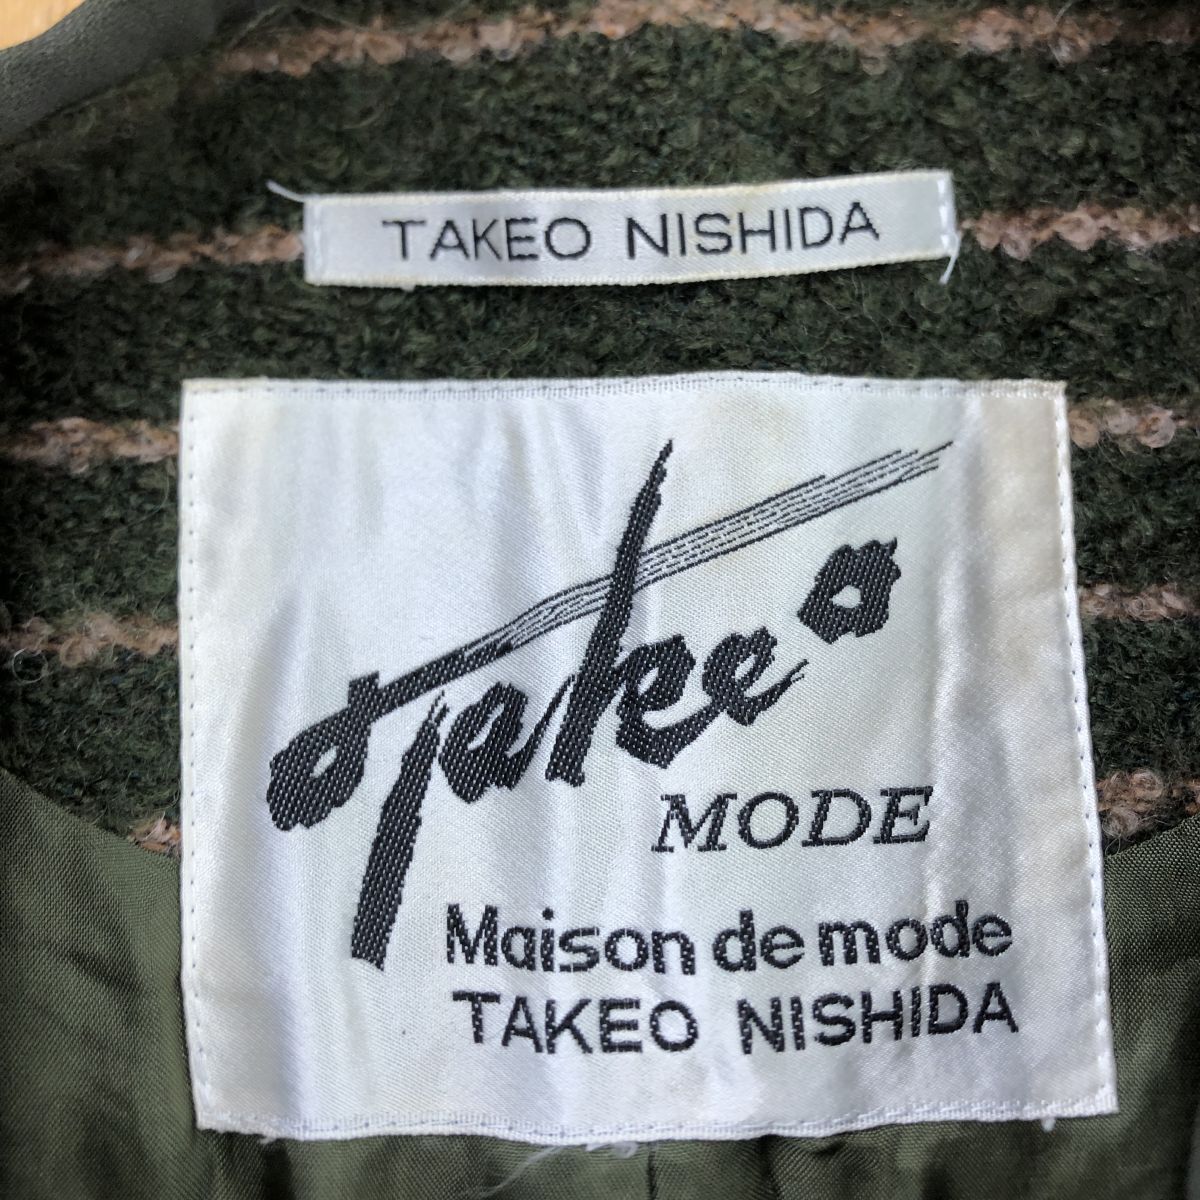 TAKEO NISHIDA
Takeo
MODE
Maison de mode
TAKEO NISHIDA